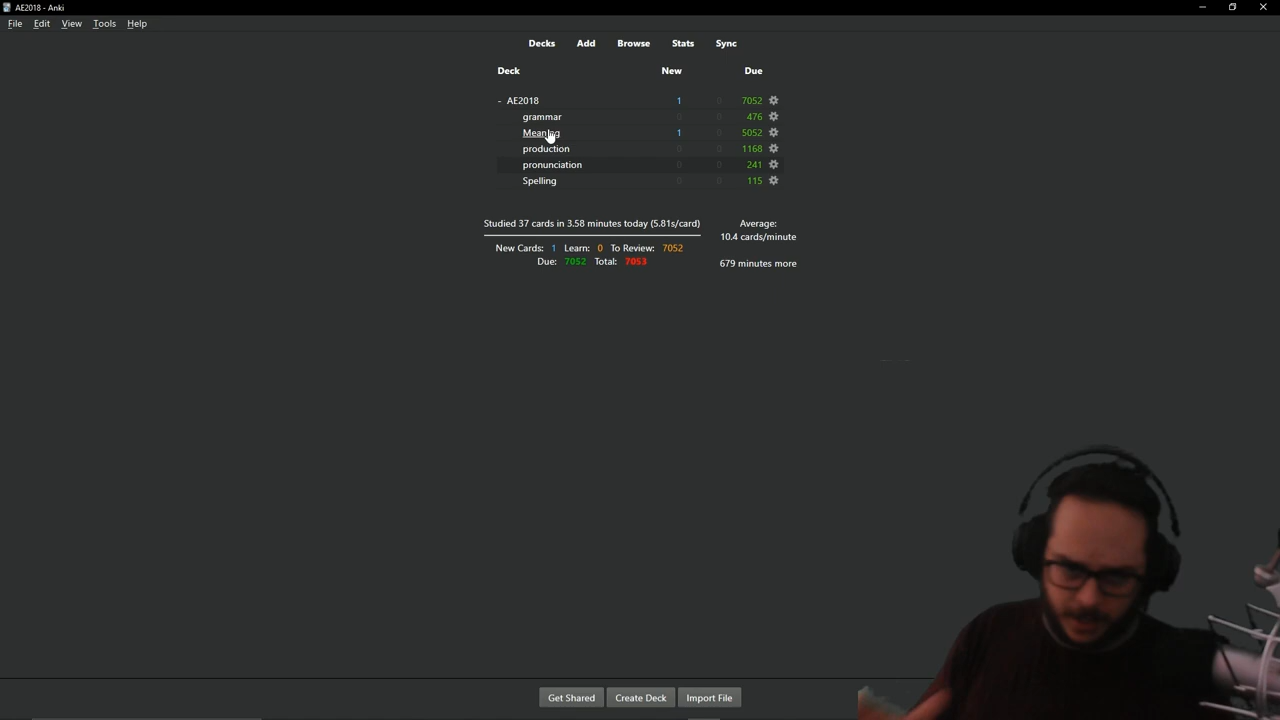 AE2018 - Anki
File Edit View Tools Help
Decks Add Browse Stats Sync
Deck New Due
- AE2018 1 0 7052
grammar 0 0 476
Meaning 1 0 5052
production 0 0 1168
pronunciation 0 0 241
Spelling 0 0 115
Studied 37 cards in 3.58 minutes today (5.81s/card)
New Cards: 1 Learn: 0 To Review: 7052
Due: 7052 Total: 7053
Average:
10.4 cards/minute
679 minutes more
Get Shared Create Deck Import File